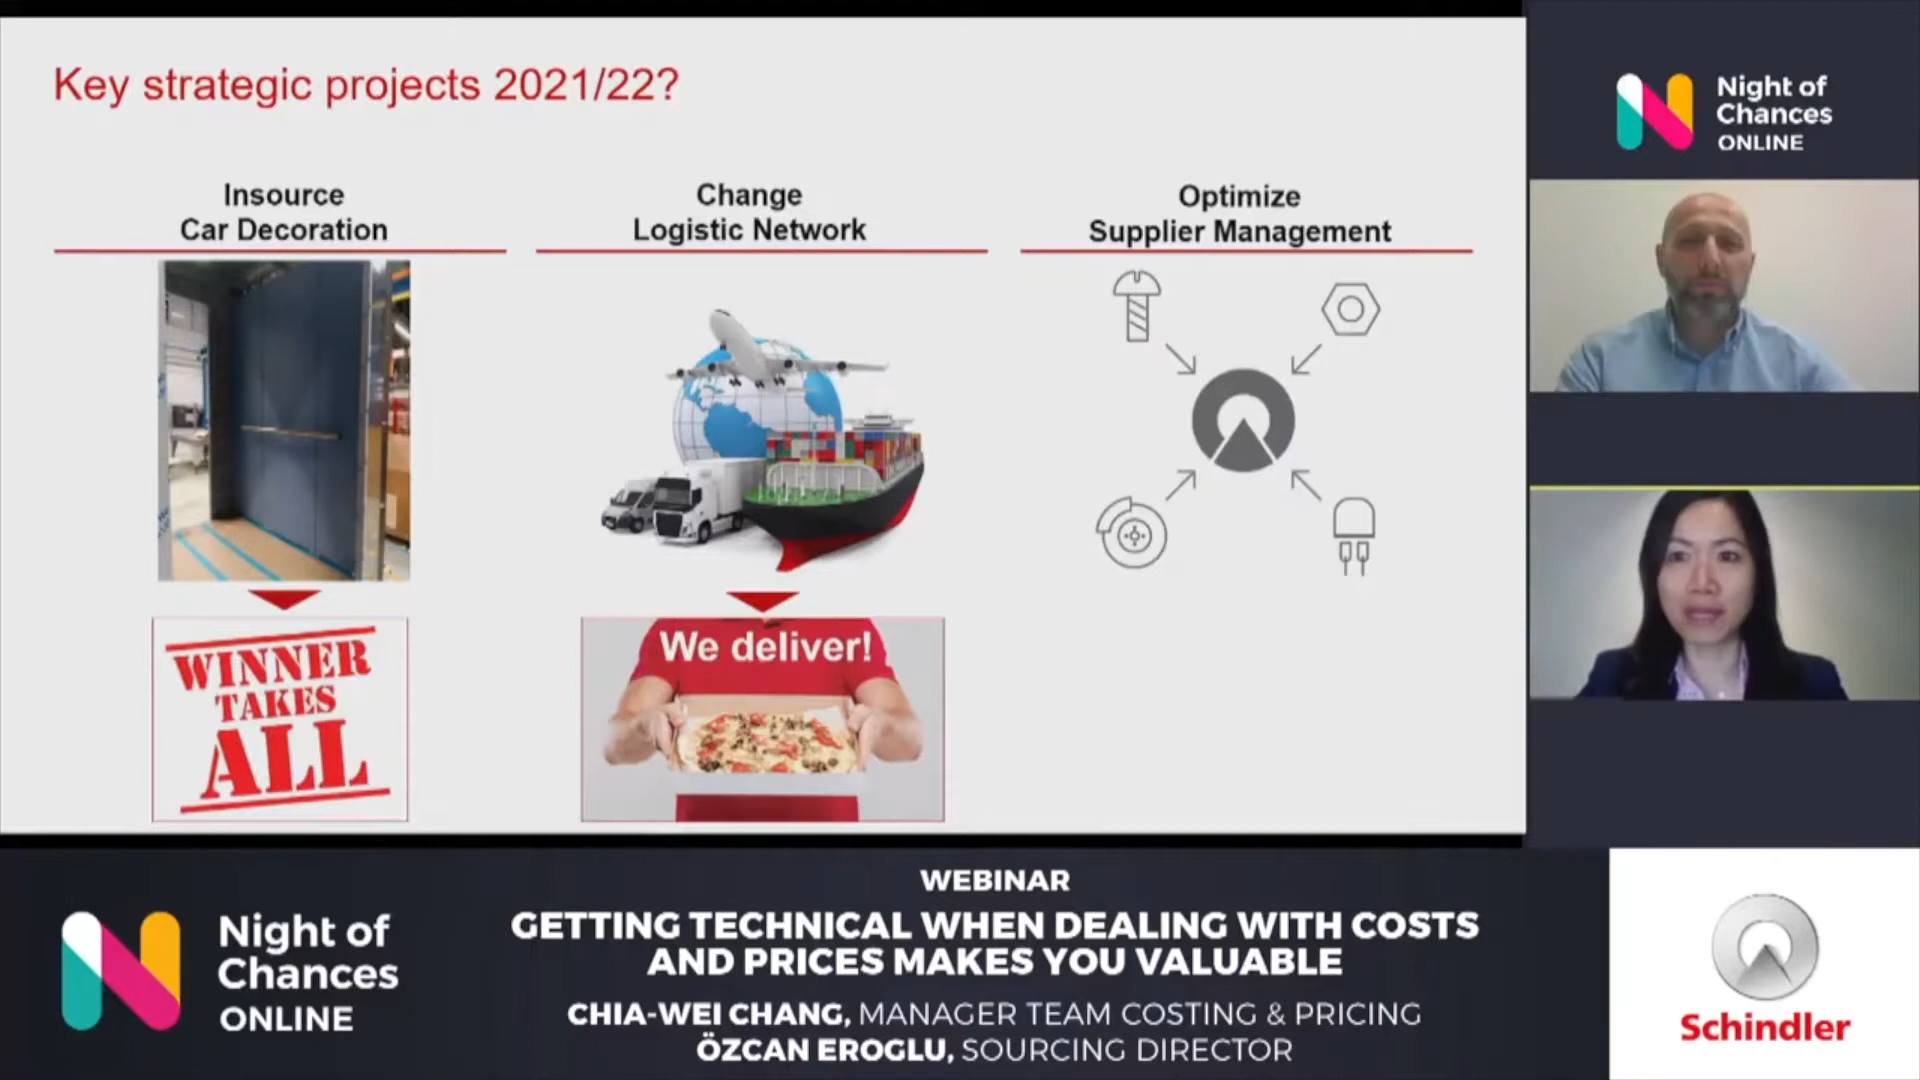 Key strategic projects 2021/22?
Insource
Car Decoration
Change
Logistic Network
Optimize
Supplier Management
WINNER
TAKES
ALL
We deliver!
Night of
Chances
ONLINE
Night of
Chances
ONLINE
WEBINAR
GETTING TECHNICAL WHEN DEALING WITH COSTS
AND PRICES MAKES YOU VALUABLE
CHIA-WEI CHANG, MANAGER TEAM COSTING & PRICING
ÖZCAN EROGLU, SOURCING DIRECTOR
Schindler